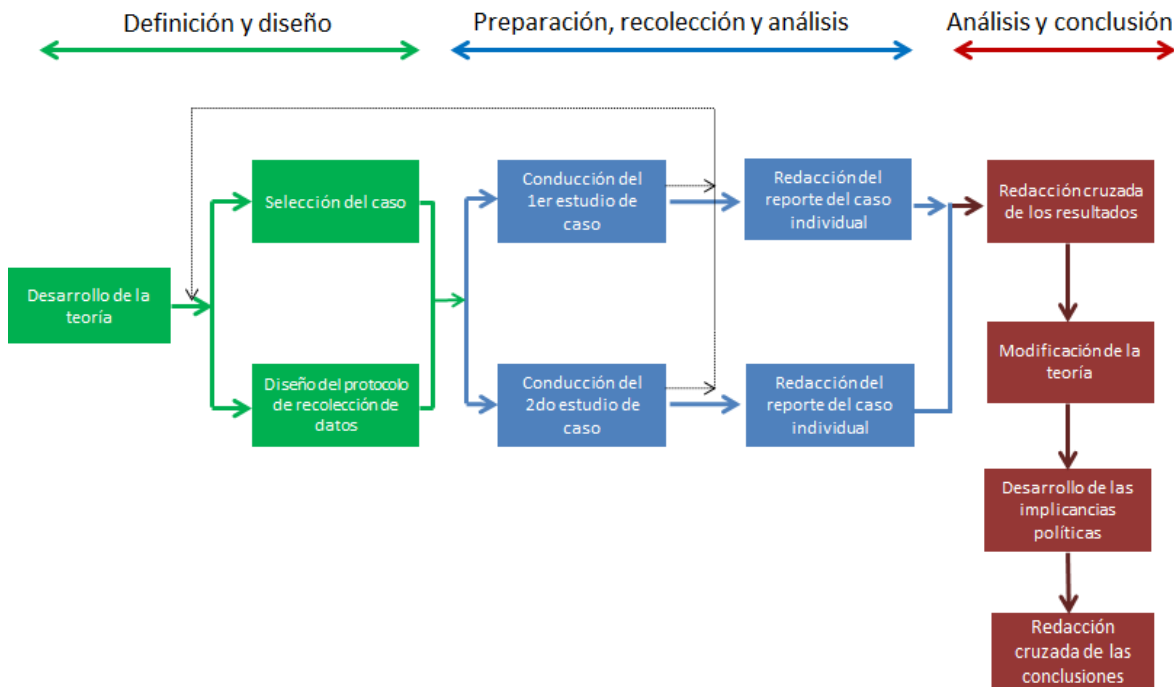 Definición y diseño
Preparación, recolección y análisis
Análisis y conclusión
Desarrollo de la
teoría
Selección del caso
Diseño del protocolo
de recolección de
datos
Conducción del
1er estudio de
caso
Conducción del
2do estudio de
caso
Redacción del
reporte del caso
individual
Redacción del
reporte del caso
individual
Redacción cruzada
de los resultados
Modificación de la
teoría
Desarrollo de las
implicancias
políticas
Redacción
cruzada de las
conclusiones